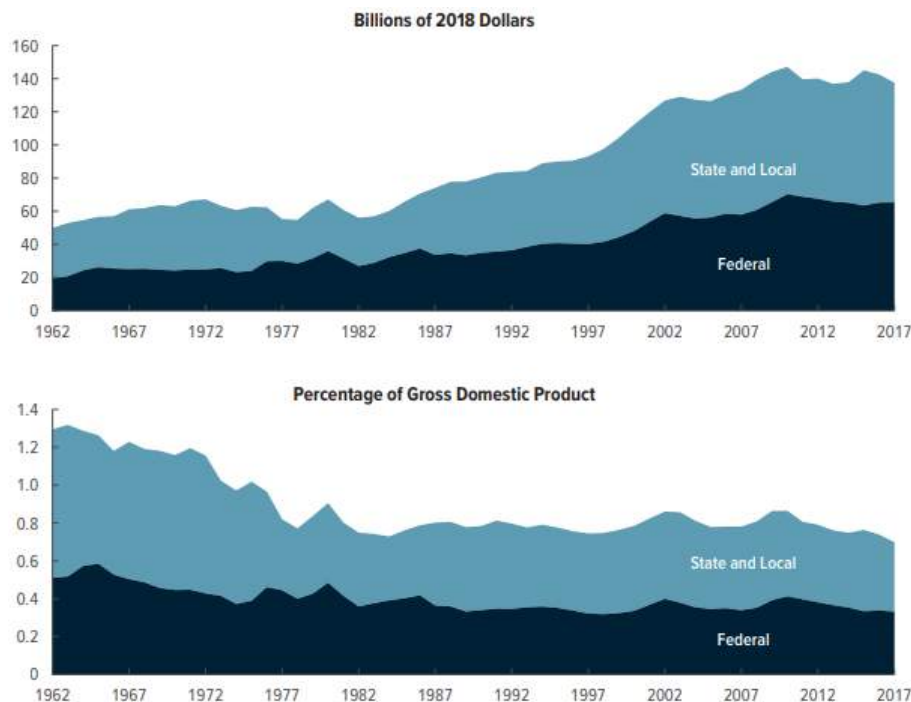 Billions of 2018 Dollars
160
140
120
100
80
60
40
20
0
State and Local
Federal
1962 1967 1972 1977 1982 1987 1992 1997 2002 2007 2012 2017
Percentage of Gross Domestic Product
1.4
1.2
1.0
0.8
0.6
0.4
0.2
0
State and Local
Federal
1962 1967 1972 1977 1982 1987 1992 1997 2002 2007 2012 2017